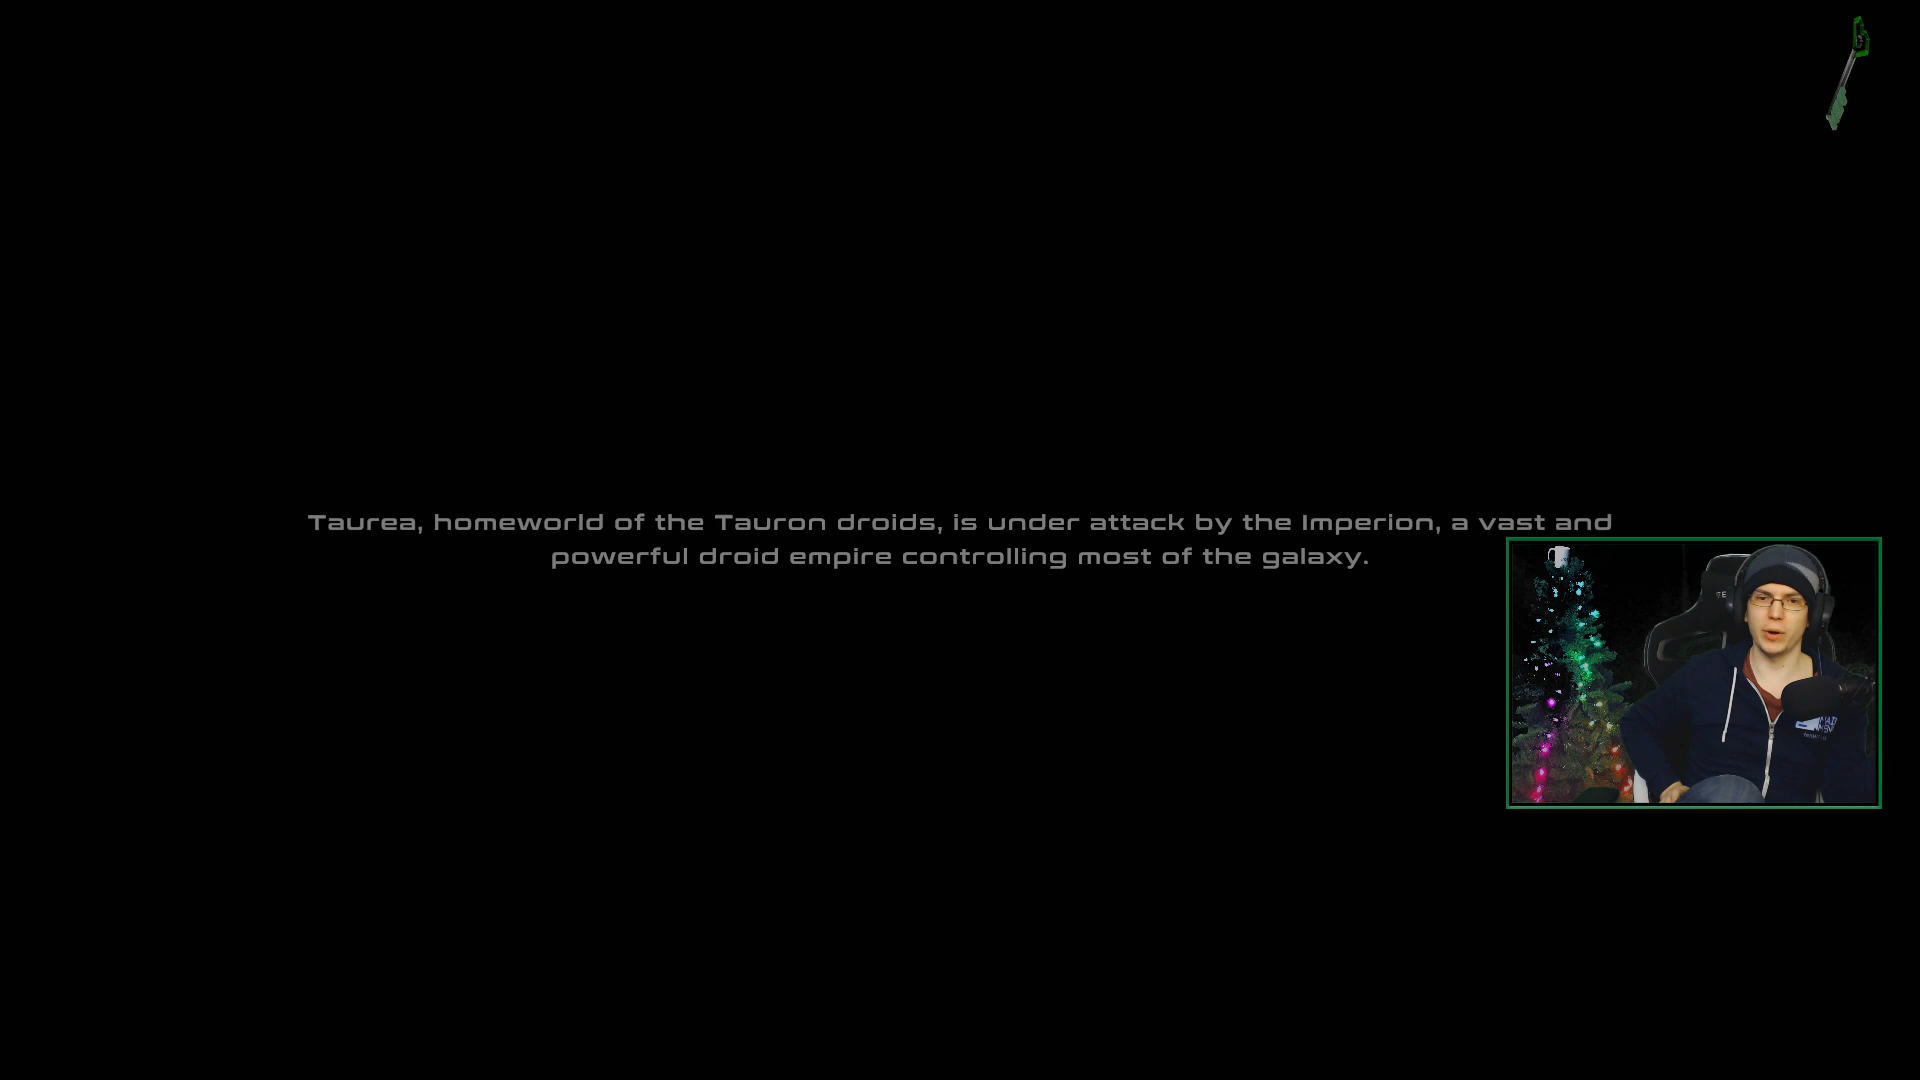 Taurea, homeworld of the Tauron droids, is under attack by the Imperion, a vast and
powerful droid empire controlling most of the galaxy.